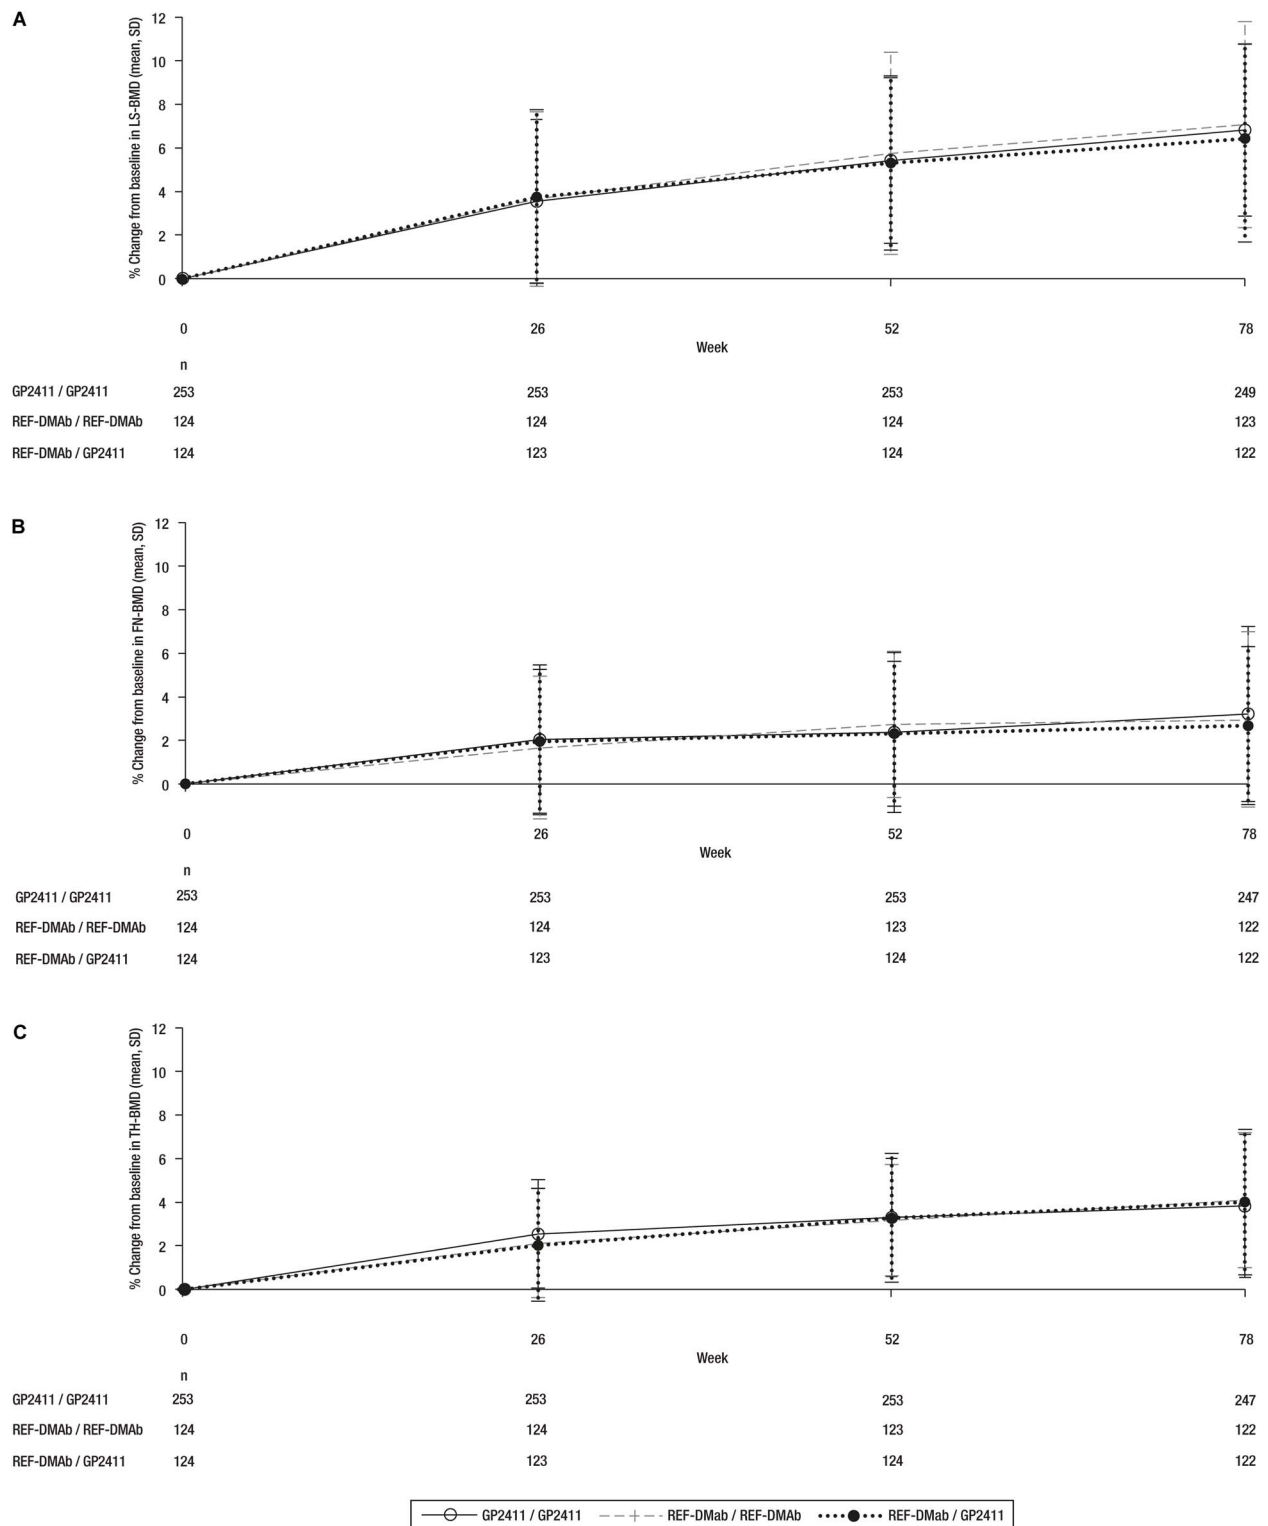 A
% Change from baseline in LS-BMD (mean, SD)
12
10
8
6
4
2
0
0 26 52 78
Week
n
GP2411 / GP2411 253 253 253 249
REF-DMAb / REF-DMAb 124 124 124 123
REF-DMAb / GP2411 124 123 124 122
B
% Change from baseline in FN-BMD (mean, SD)
12
10
8
6
4
2
0
0 26 52 78
Week
n
GP2411 / GP2411 253 253 253 247
REF-DMAb / REF-DMAb 124 124 123 122
REF-DMAb / GP2411 124 123 124 122
C
% Change from baseline in TH-BMD (mean, SD)
12
10
8
6
4
2
0
0 26 52 78
Week
n
GP2411 / GP2411 253 253 253 247
REF-DMAb / REF-DMAb 124 124 123 122
REF-DMAb / GP2411 124 123 124 122
GP2411 / GP2411 REF-DMab / REF-DMAb REF-DMab / GP2411